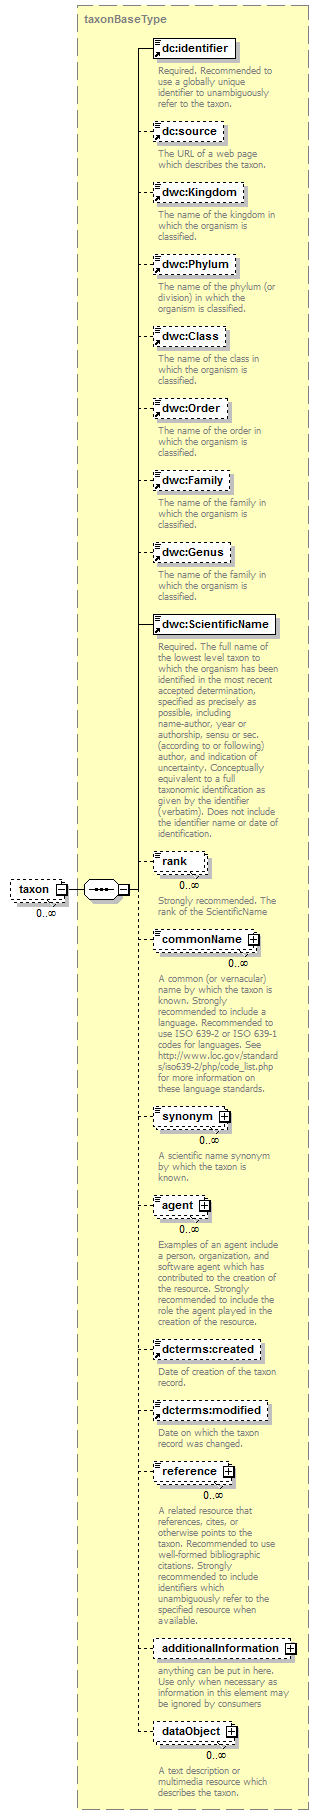 taxonBaseType
dc:identifier
Required. Recommended to
use a globally unique
identifier to unambiguously
refer to the taxon.
dc:source
The URL of a web page
which describes the taxon.
dwc:Kingdom
The name of the kingdom in
which the organism is
classified.
dwc:Phylum
The name of the phylum (or
division) in which the
organism is classified.
dwc:Class
The name of the class in
which the organism is
classified.
dwc:Order
The name of the order in
which the organism is
classified.
dwc:Family
The name of the family in
which the organism is
classified.
dwc:Genus
The name of the family in
which the organism is
classified.
dwc:ScientificName
Required. The full name of
the lowest level taxon to
which the organism has been
identified in the most recent
accepted determination,
specified as precisely as
possible, including
name-author, year or
authorship, sensu or sec.
(according to or following)
author, and indication of
uncertainty. Conceptually
equivalent to a full
taxonomic identification as
given by the identifier
(verbatim). Does not include
the identifier name or date of
identification.
rank
0..∞
Strongly recommended. The
rank of the ScientificName
taxon
0..∞
commonName
0..∞
A common (or vernacular)
name by which the taxon is
known. Strongly
recommended to include a
language. Recommended to
use ISO 639-2 or ISO 639-1
codes for languages. See
http://www.loc.gov/standard
s/iso639-2/php/code_list.php
for more information on
these language standards.
synonym
0..∞
A scientific name synonym
by which the taxon is
known.
agent
0..∞
Examples of an agent include
a person, organization, and
software agent which has
contributed to the creation of
the resource. Strongly
recommended to include the
role the agent played in the
creation of the resource.
dcterms:created
Date of creation of the taxon
record.
dcterms:modified
Date on which the taxon
record was changed.
reference
0..∞
A related resource that
references, cites, or
otherwise points to the
taxon. Recommended to use
well-formed bibliographic
citations. Strongly
recommended to include
identifiers which
unambiguously refer to the
specified resource when
available.
additionalInformation
anything can be put in here.
Use only when necessary as
information in this element may
be ignored by consumers
dataObject
0..∞
A text description or
multimedia resource which
describes the taxon.